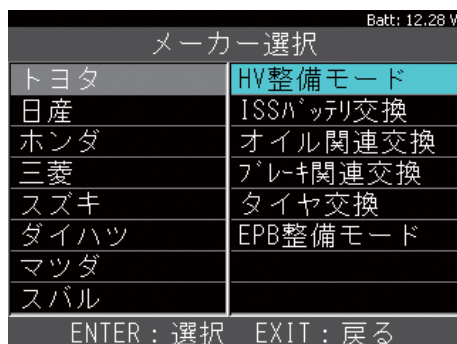 Batt: 12.28 V
メーカー選択
トヨタ
日産
ホンダ
三菱
スズキ
ダイハツ
マツダ
スバル
HV整備モード
ISSバッテリ交換
オイル関連交換
ブレーキ関連交換
タイヤ交換
EPB整備モード
ENTER：選択 EXIT：戻る